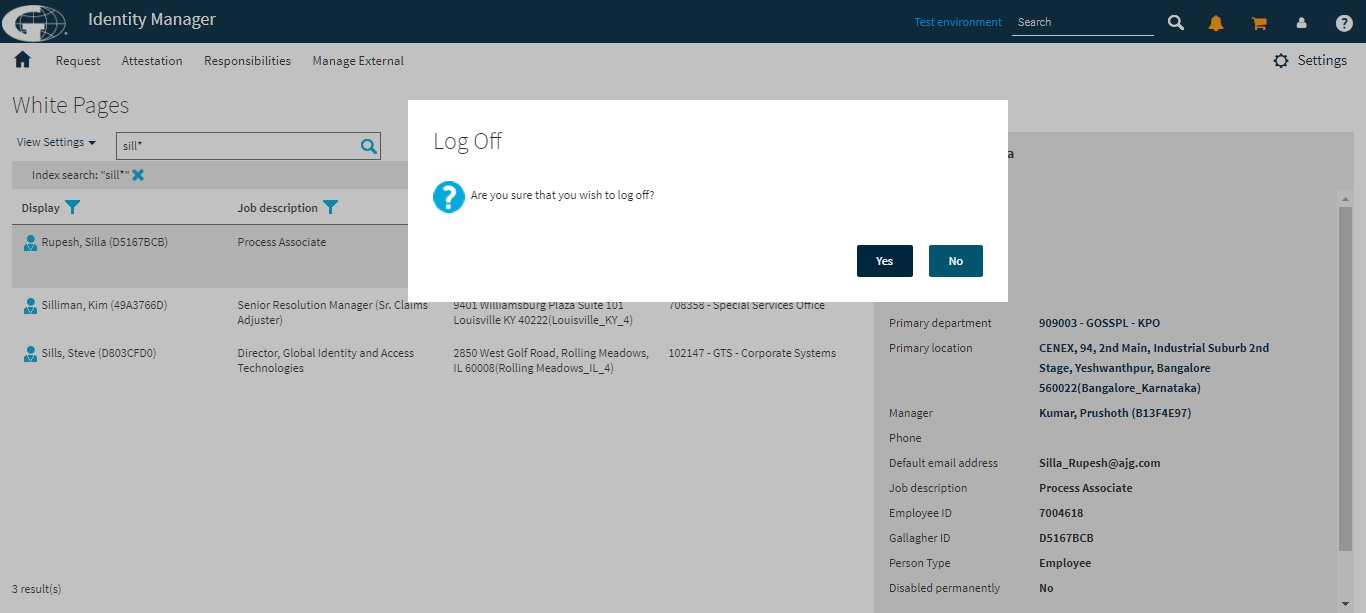 Identity Manager
Test environment
Search
Request
Attestation
Responsibilities
Manage External
Settings
White Pages
View Settings
sill*
Index search: "sill*"
Display
Job description
Rupesh, Silla (D5167BCB)
Process Associate
Silliman, Kim (49A3766D)
Senior Resolution Manager (Sr. Claims
Adjuster)
9401 Williamsburg Plaza Suite 101
Louisville KY 40222(Louisville_KY_4)
708358 - Special Services Office
Sills, Steve (D803CFD0)
Director, Global Identity and Access
Technologies
2850 West Golf Road, Rolling Meadows,
IL 60008(Rolling Meadows_IL_4)
102147 - GTS - Corporate Systems
3 result(s)
Log Off
?
Are you sure that you wish to log off?
Yes
No
a
Primary department
909003 - GOSSPL - KPO
Primary location
CENEX, 94, 2nd Main, Industrial Suburb 2nd
Stage, Yeshwanthpur, Bangalore
560022(Bangalore_Karnataka)
Manager
Kumar, Prushoth (B13F4E97)
Phone
Default email address
Silla_Rupesh@ajg.com
Job description
Process Associate
Employee ID
7004618
Gallagher ID
D5167BCB
Person Type
Employee
Disabled permanently
No